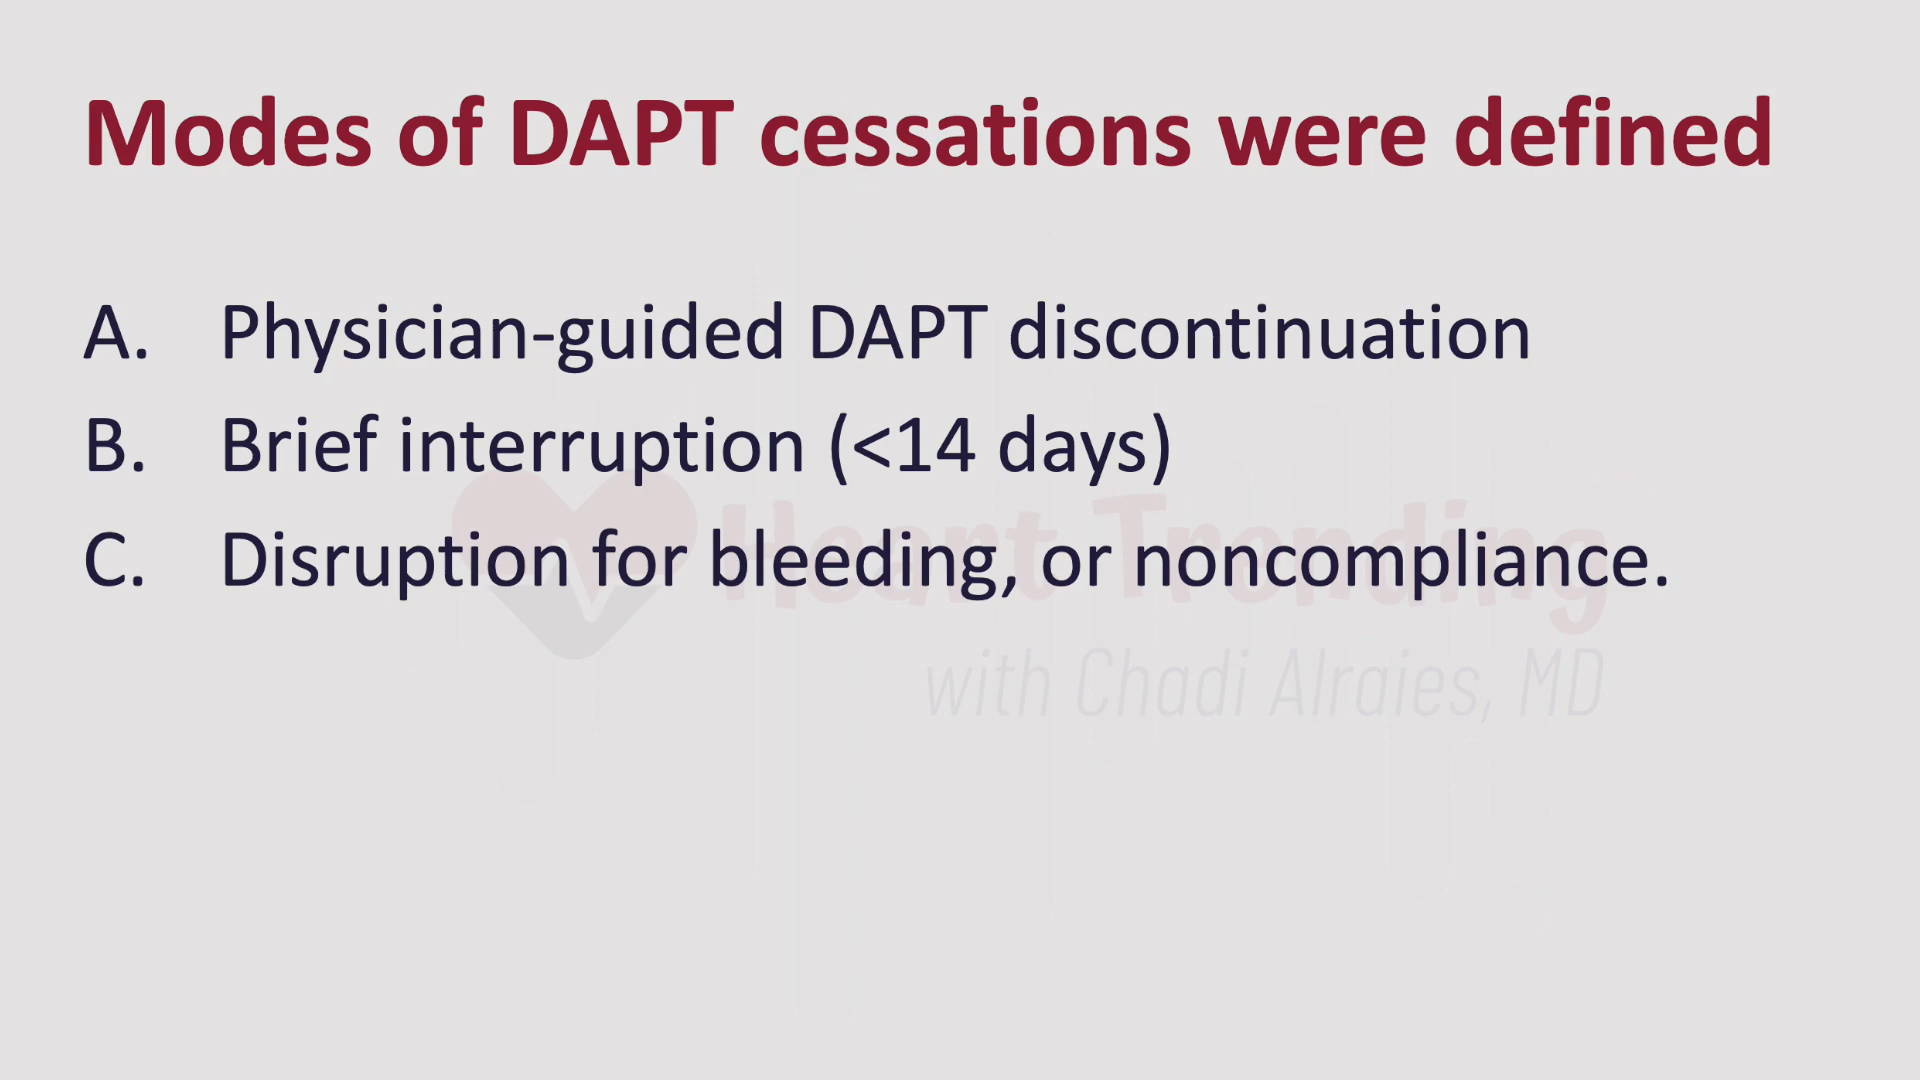 Modes of DAPT cessations were defined
A. Physician-guided DAPT discontinuation
B. Brief interruption (<14 days)
C. Disruption for bleeding, or noncompliance.
Heart Trending
with Chadi Alraies, MD